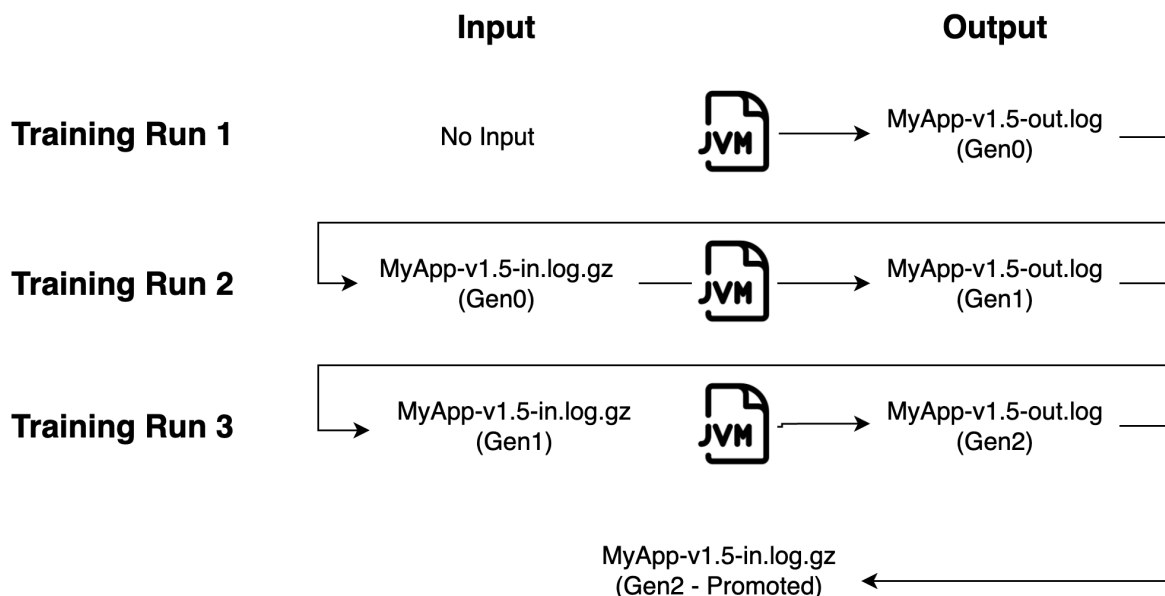 Input
Output
Training Run 1
No Input
JVM
MyApp-v1.5-out.log
(Gen0)
Training Run 2
MyApp-v1.5-in.log.gz
(Gen0)
JVM
MyApp-v1.5-out.log
(Gen1)
Training Run 3
MyApp-v1.5-in.log.gz
(Gen1)
JVM
MyApp-v1.5-out.log
(Gen2)
MyApp-v1.5-in.log.gz
(Gen2 - Promoted)